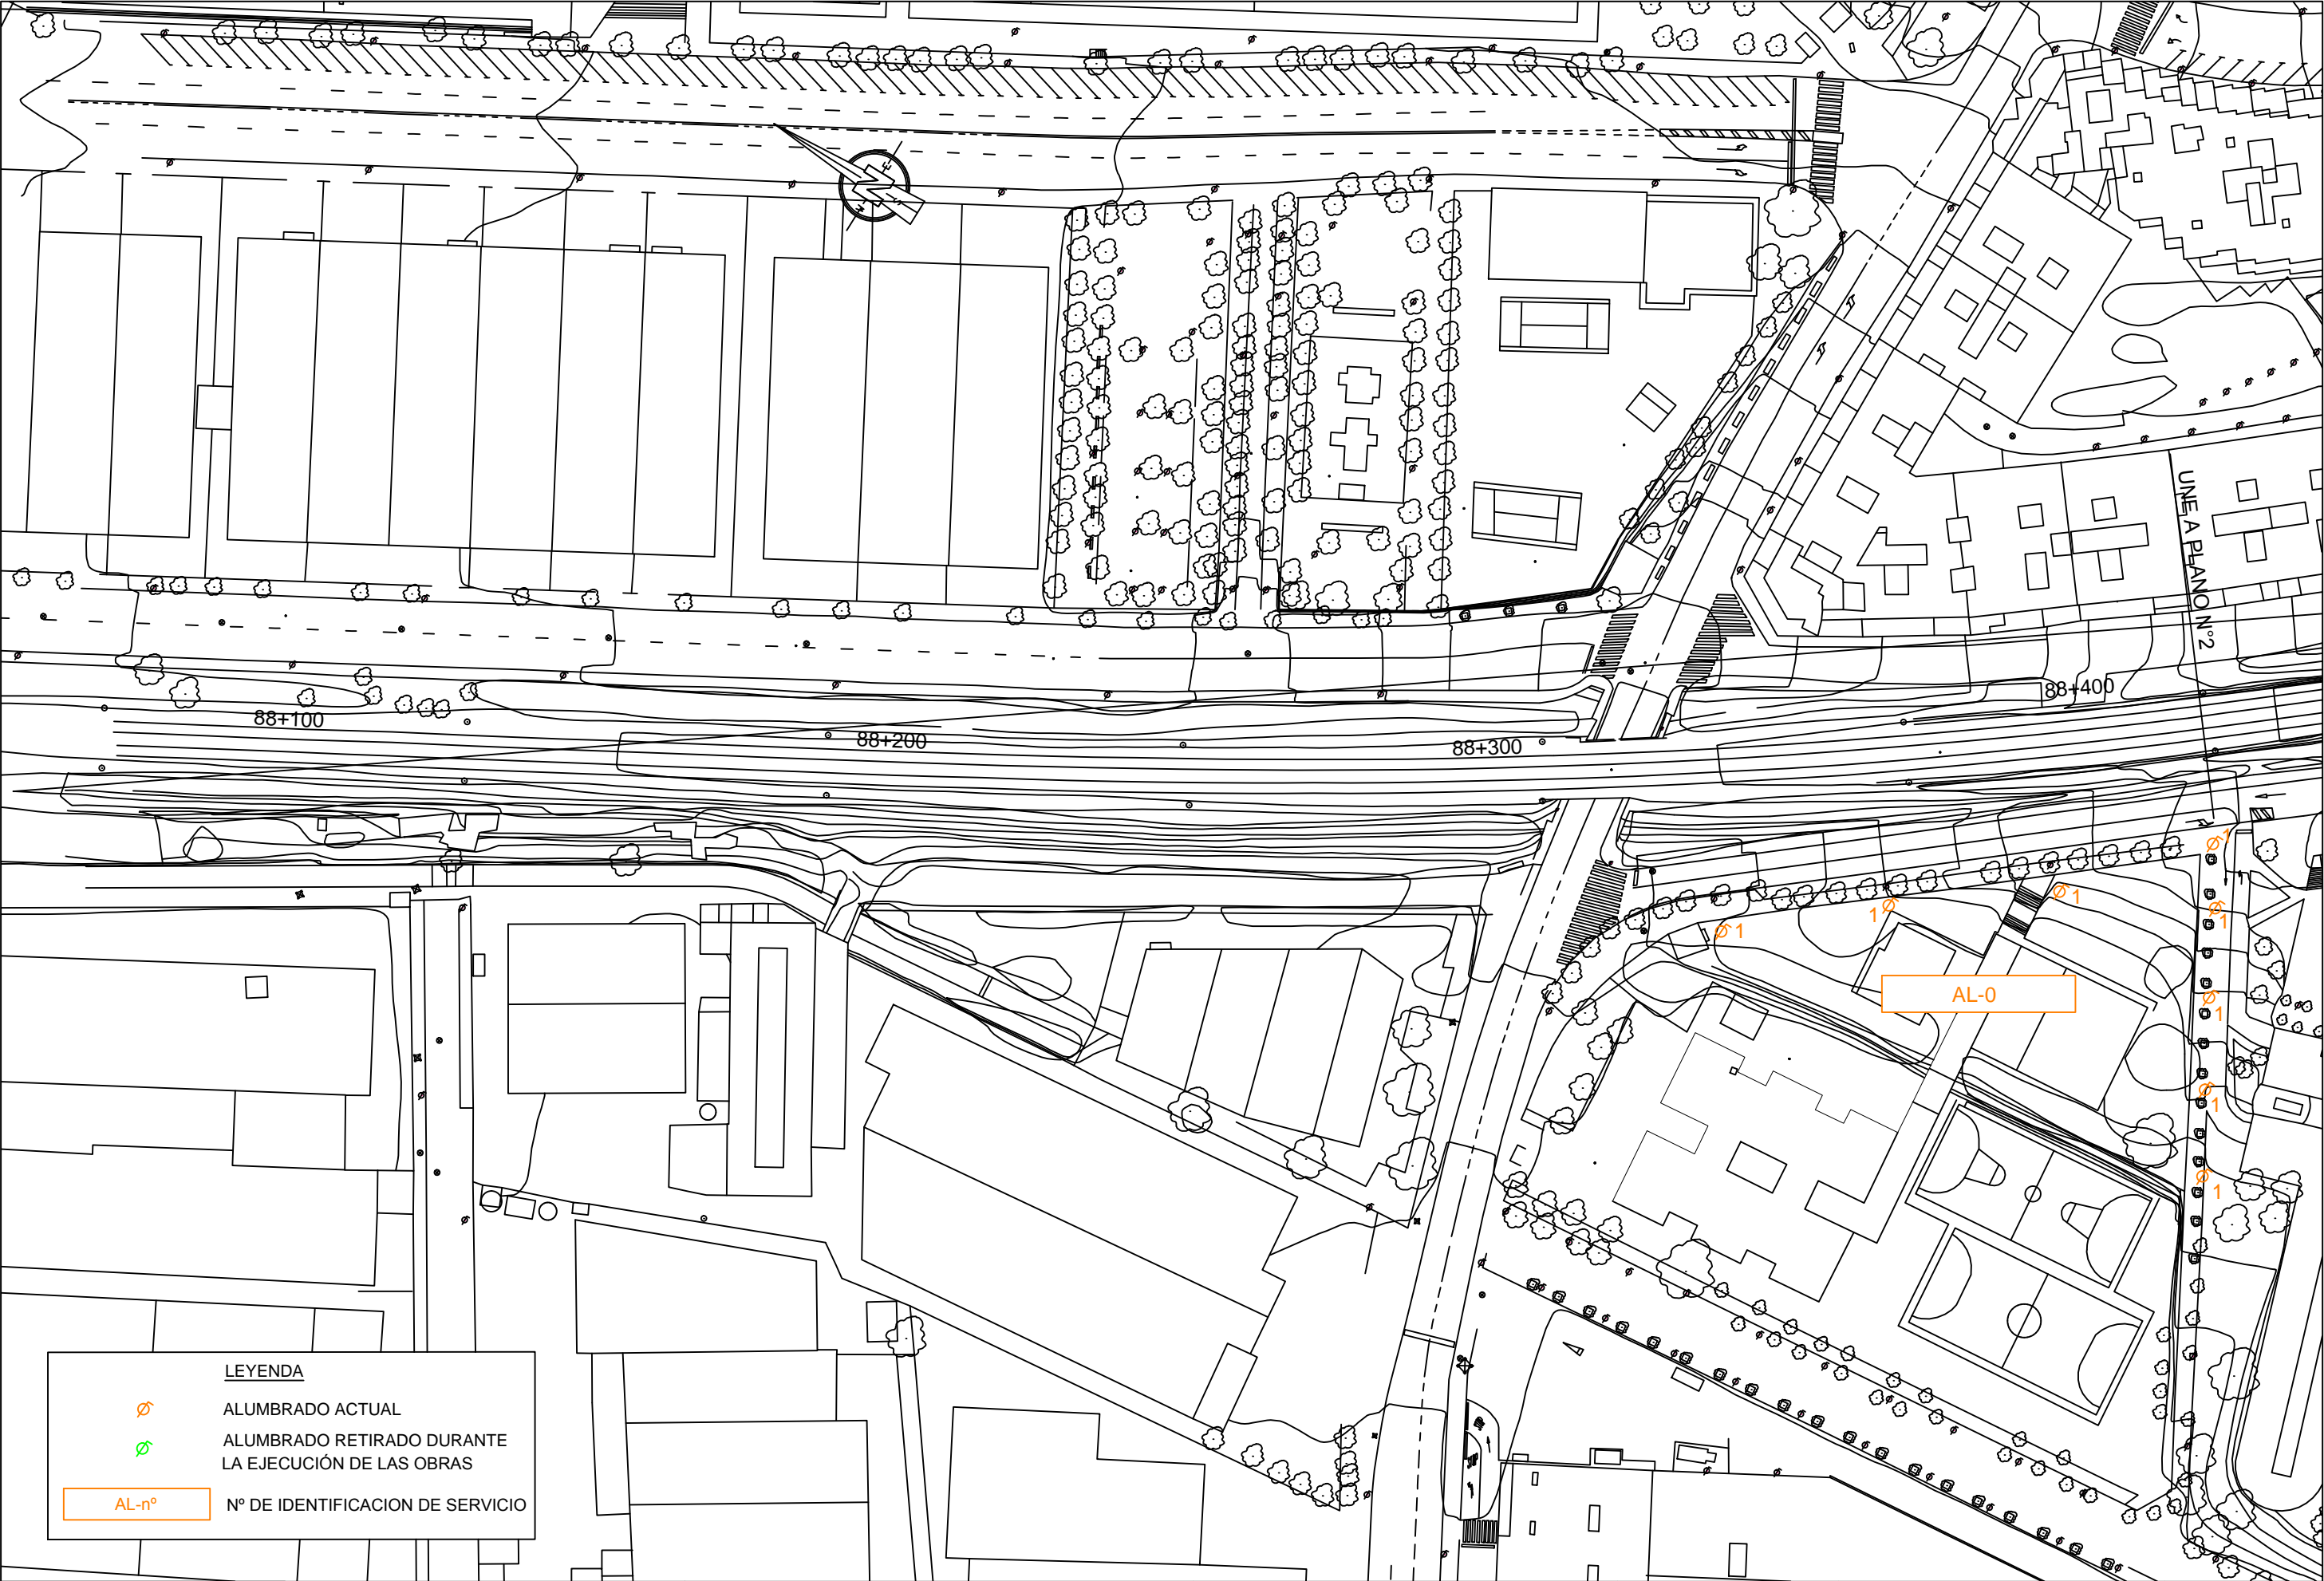 UNE A PLANO Nº2
88+400
88+100
88+200
88+300
1
1
1
1
1
AL-0
1
1
1
LEYENDA
ALUMBRADO ACTUAL
ALUMBRADO RETIRADO DURANTE
LA EJECUCIÓN DE LAS OBRAS
AL-nº
Nº DE IDENTIFICACION DE SERVICIO